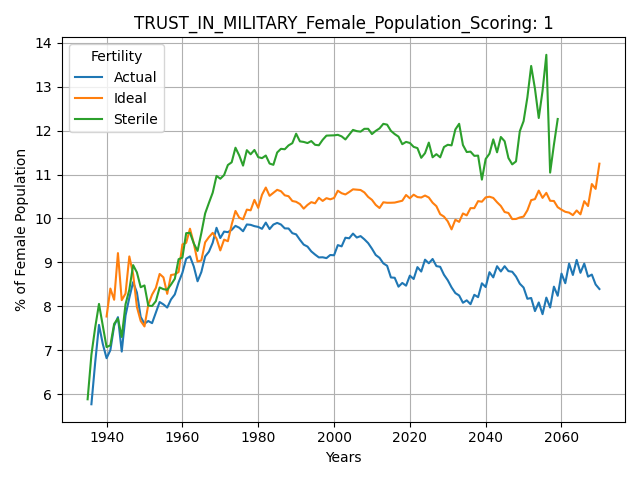 TRUST_IN_MILITARY_Female_Population_Scoring: 1
% of Female Population
14
13
12
11
10
9
8
7
6
Fertility
Actual
Ideal
Sterile
1940 1960 1980 2000 2020 2040 2060
Years